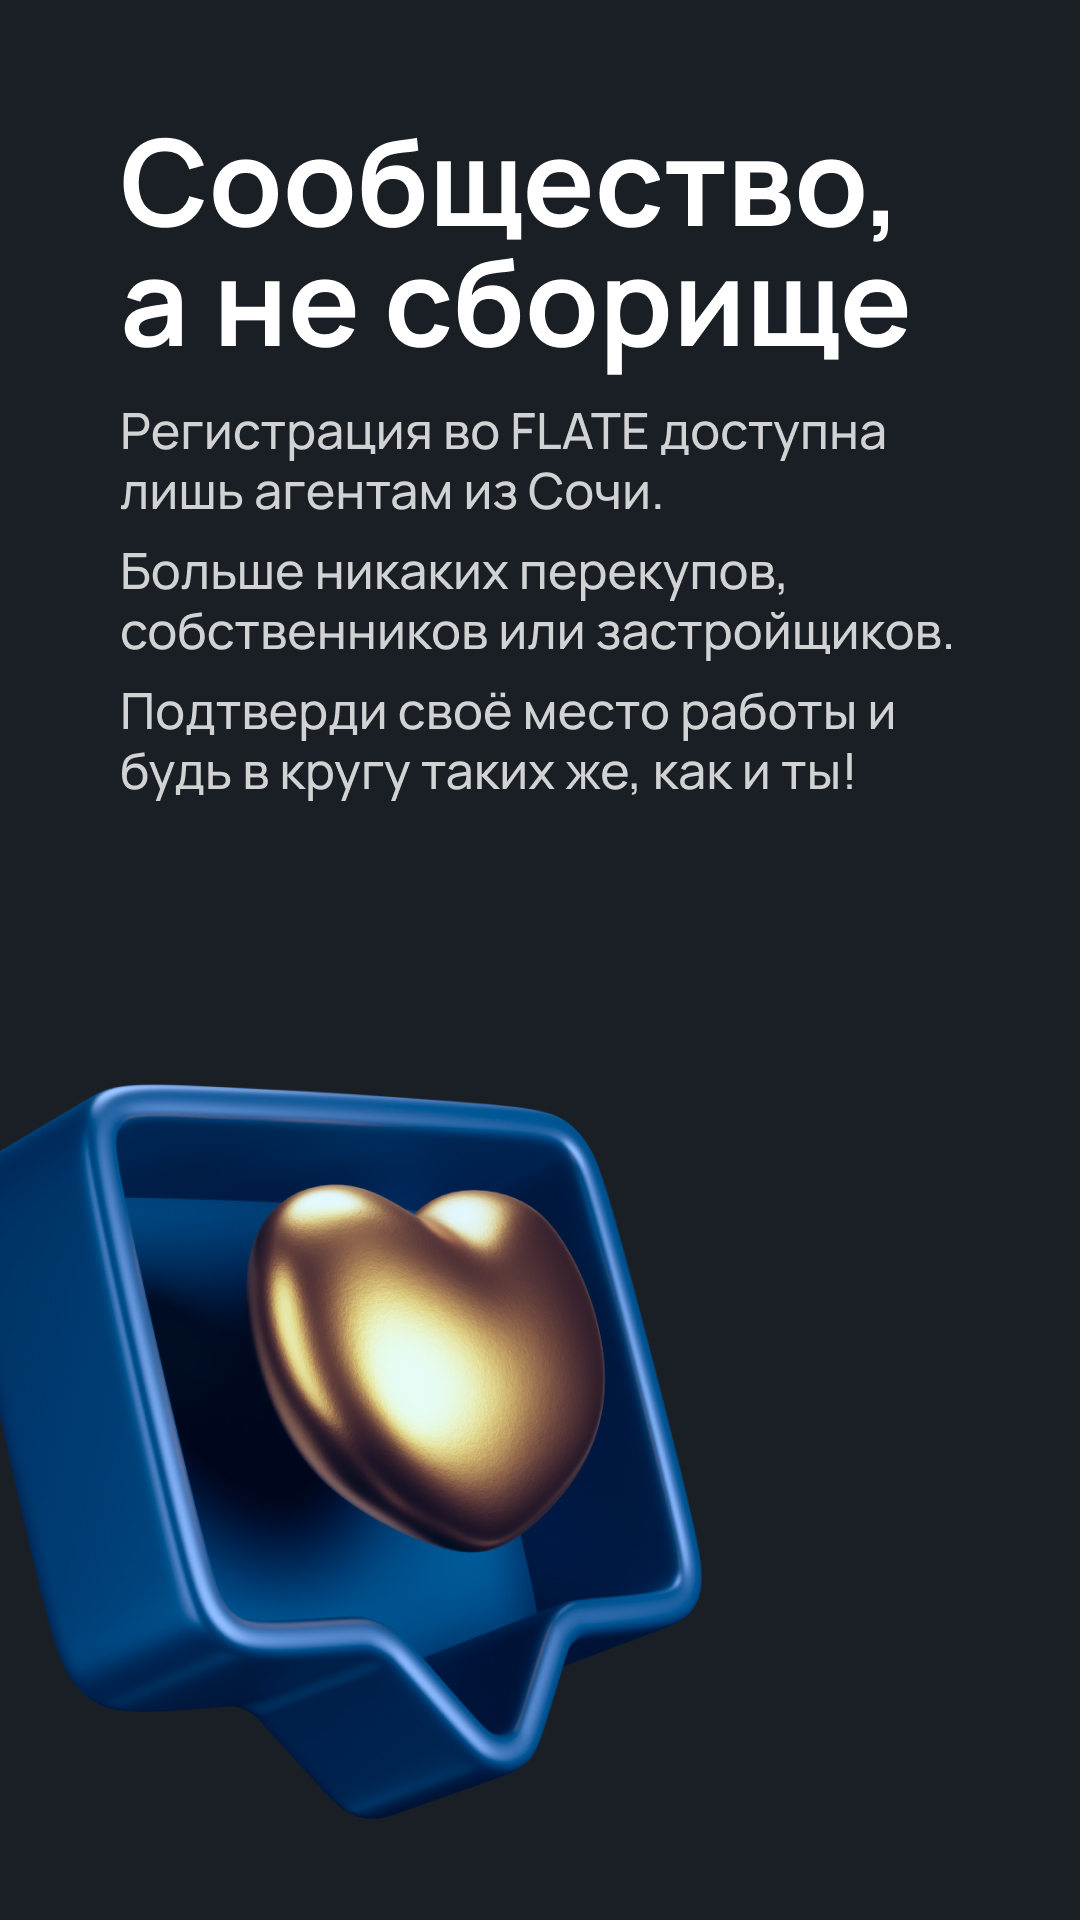 Сообщество,
а не сборище
Регистрация во FLATE доступна
лишь агентам из Сочи.
Больше никаких перекупов,
собственников или застройщиков.
Подтверди своё место работы и
будь в кругу таких же, как и ты!